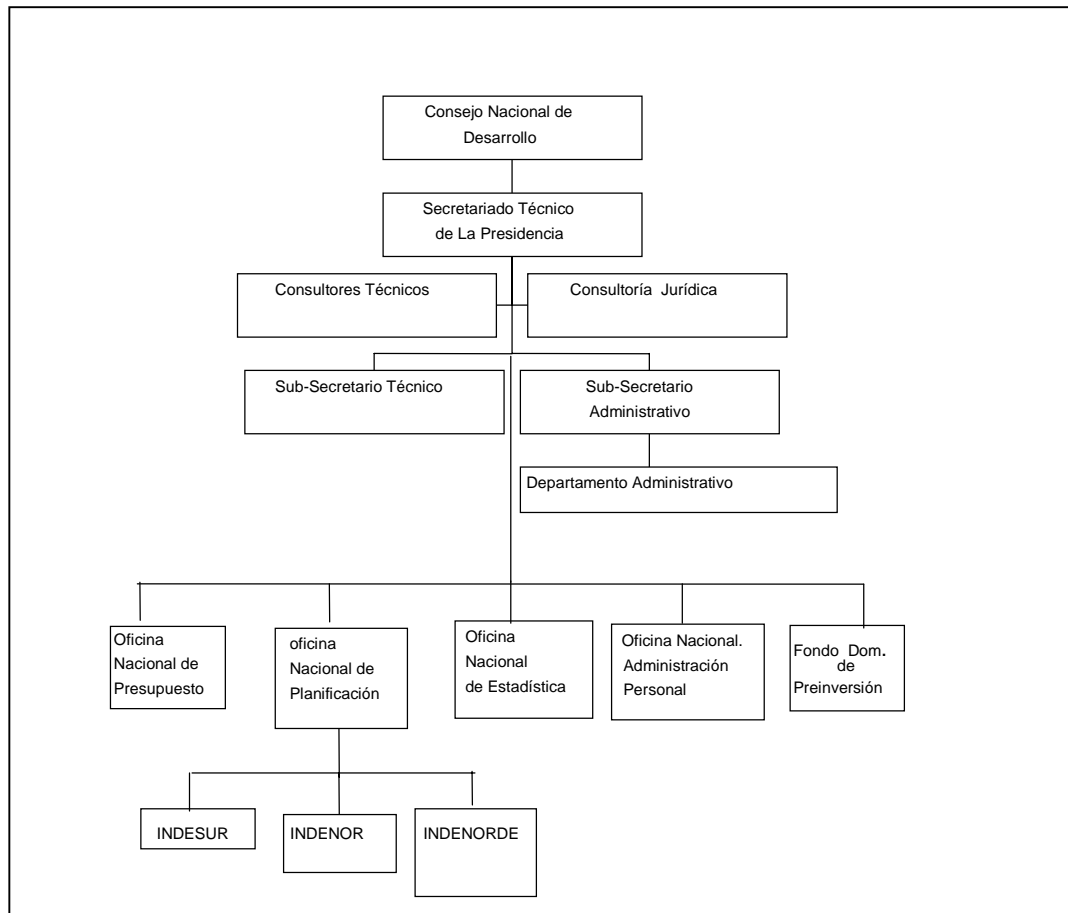 Consejo Nacional de
Desarrollo
Secretariado Técnico
de La Presidencia
Consultores Técnicos
Consultoría Jurídica
Sub-Secretario Técnico
Sub-Secretario
Administrativo
Departamento Administrativo
Oficina
Nacional de
Presupuesto
oficina
Nacional de
Planificación
Oficina
Nacional
de Estadística
Oficina Nacional.
Administración
Personal
Fondo Dom.
de
Preinversión
INDESUR
INDENOR
INDENORDE